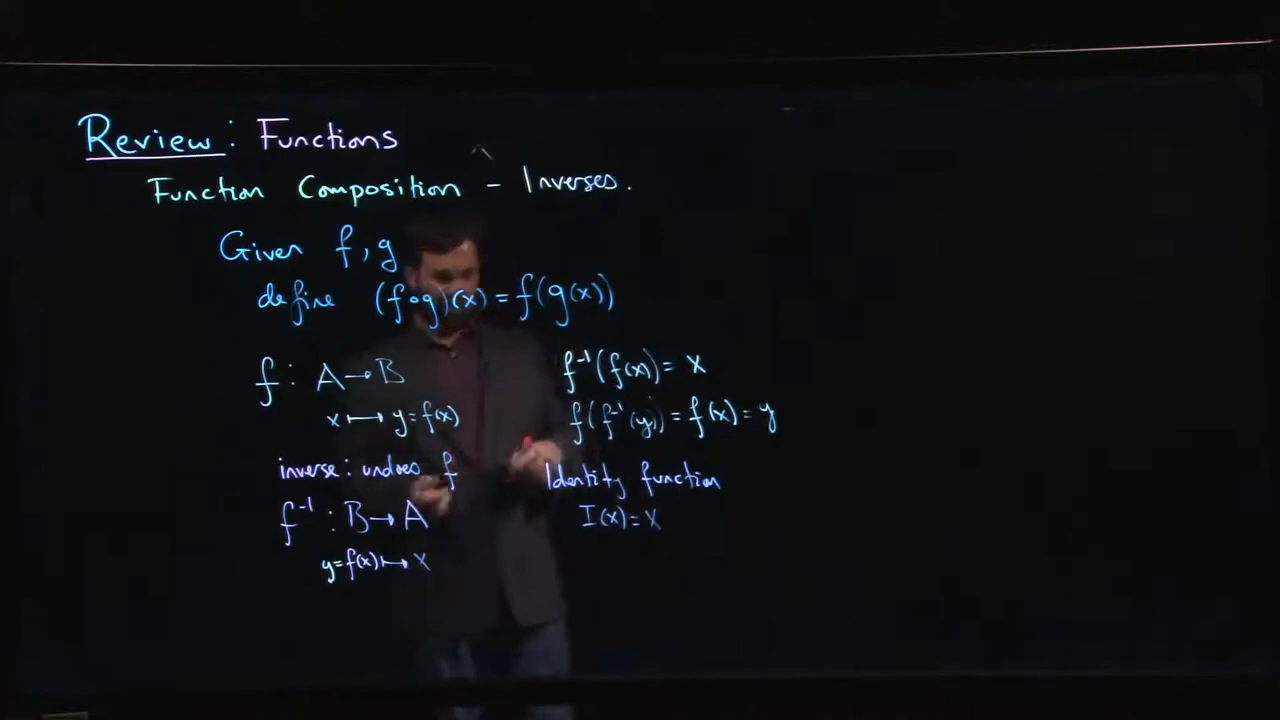 Review: Functions
Function Composition - Inverses.
Given f, g
define (f∘g)(x) = f(g(x))
f: A → B
x ↦ y = f(x)
inverse: undoes f
f⁻¹: B → A
y = f(x) ↦ x
f⁻¹(f(x)) = x
f(f⁻¹(y)) = f(x) = y
Identity function
I(x) = x